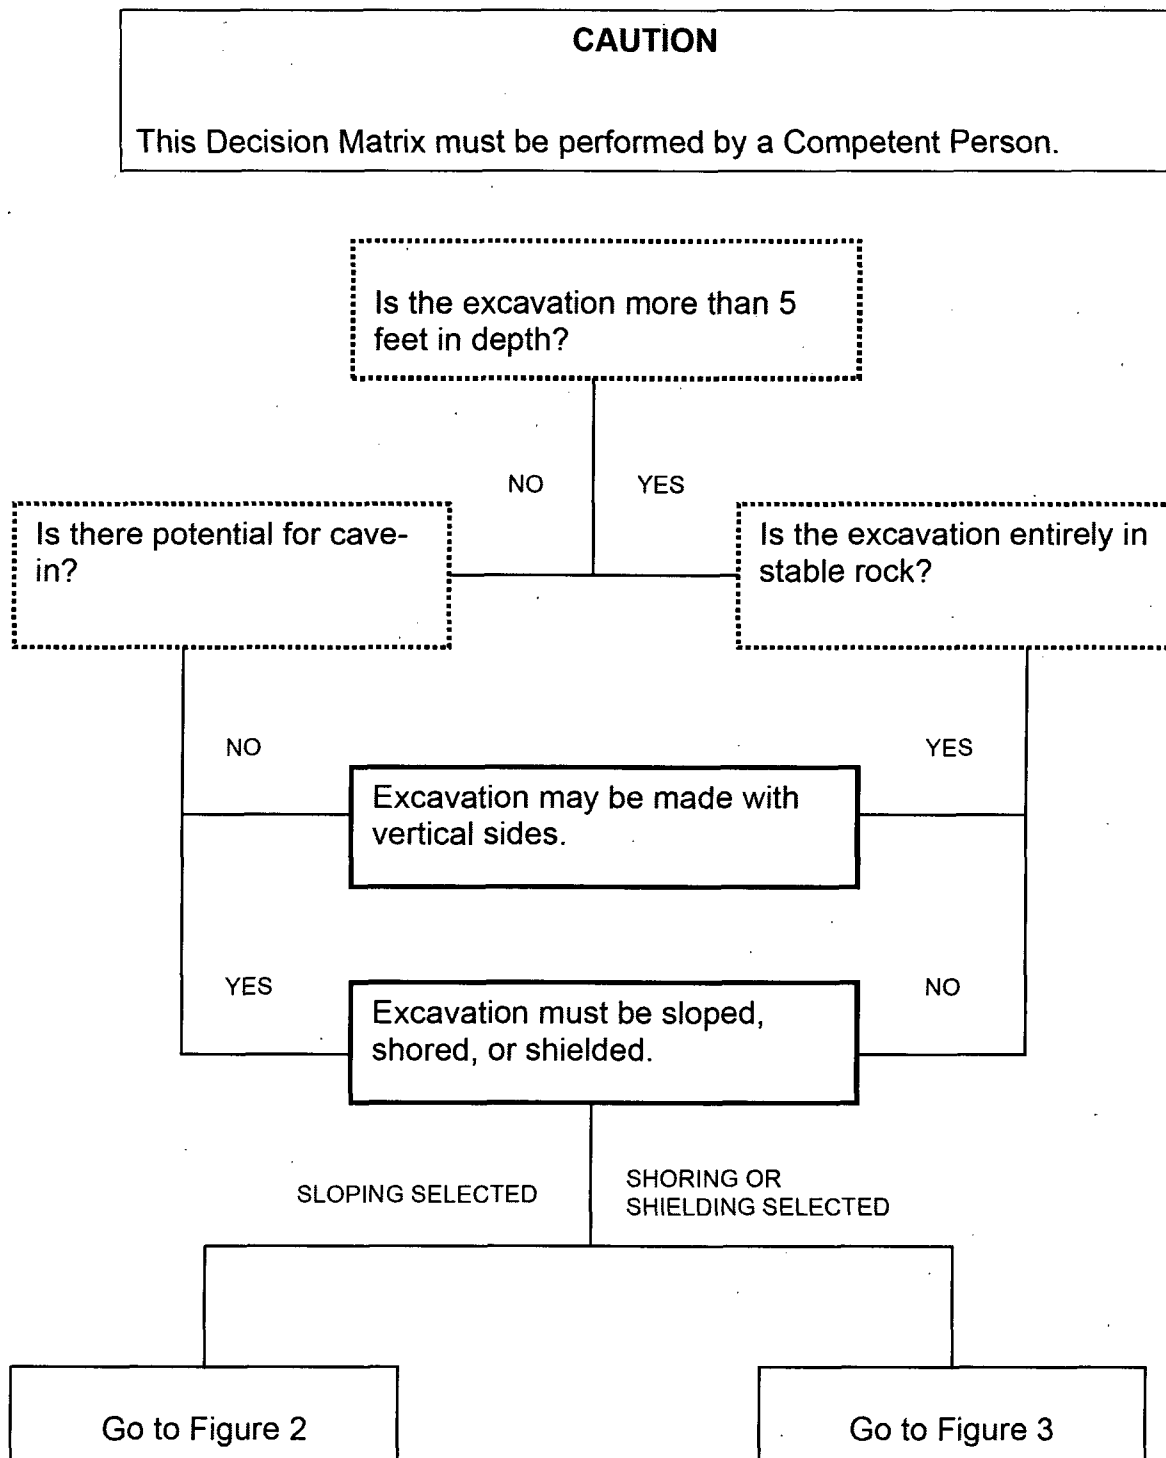 CAUTION
This Decision Matrix must be performed by a Competent Person.
Is the excavation more than 5
feet in depth?
NO
YES
Is there potential for cave-
in?
Is the excavation entirely in
stable rock?
NO
YES
Excavation may be made with
vertical sides.
YES
NO
Excavation must be sloped,
shored, or shielded.
SLOPING SELECTED
SHORING OR
SHIELDING SELECTED
Go to Figure 2
Go to Figure 3